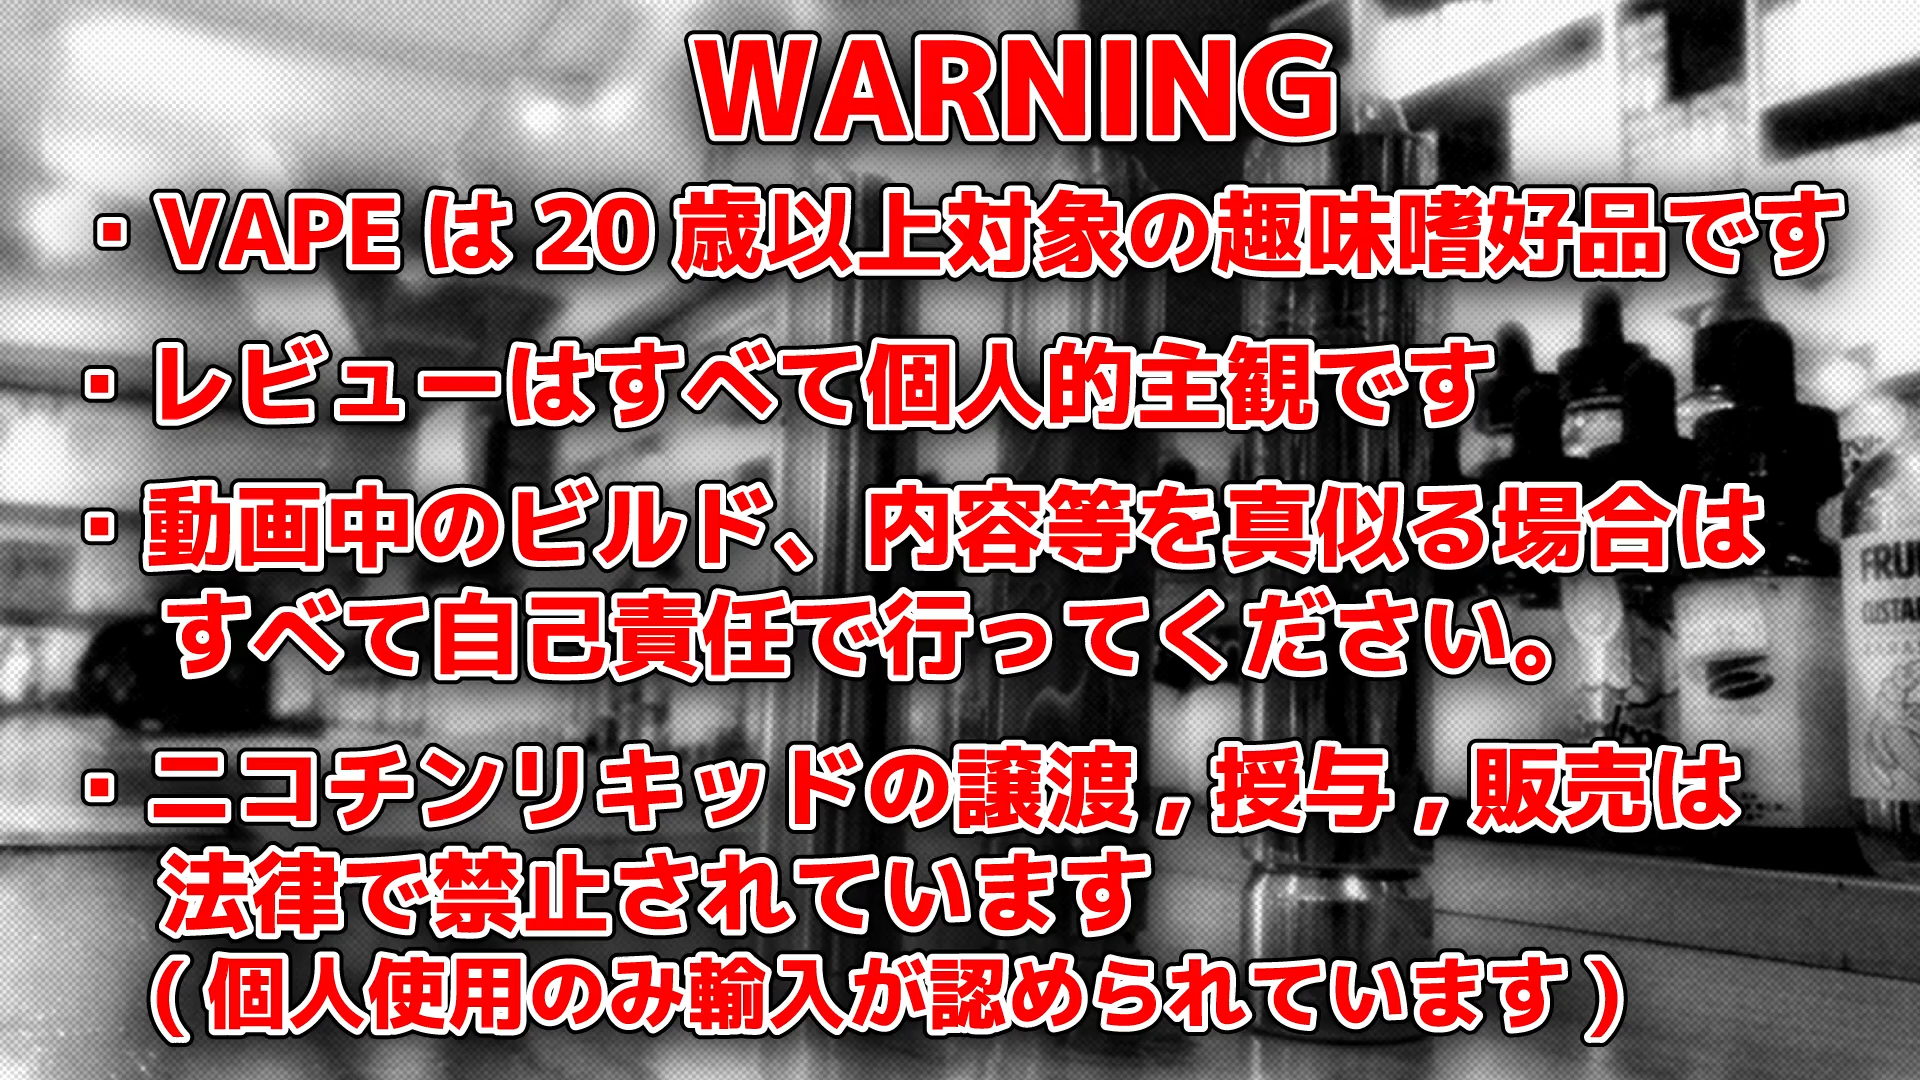 WARNING
・VAPE は 20 歳以上対象の趣味嗜好品です
・レビューはすべて個人的主観です
・動画中のビルド、内容等を真似る場合は
すべて自己責任で行ってください。
・ニコチンリキッドの譲渡 , 授与 , 販売は
法律で禁止されています
( 個人使用のみ輸入が認められています )